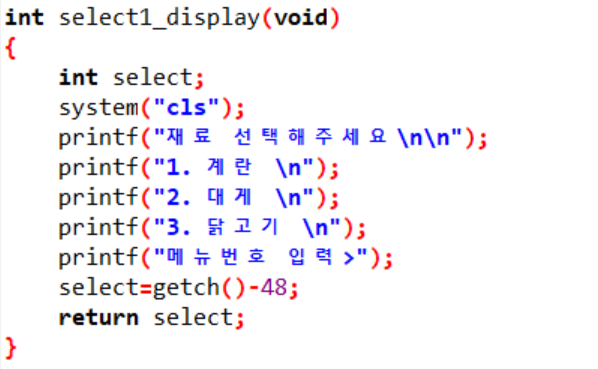 int select1_display(void)
{
    int select;
    system("cls");
    printf("재료 선택해주세요\n\n");
    printf("1. 계란 \n");
    printf("2. 대게 \n");
    printf("3. 닭고기 \n");
    printf("메뉴번호 입력>");
    select=getch()-48;
    return select;
}